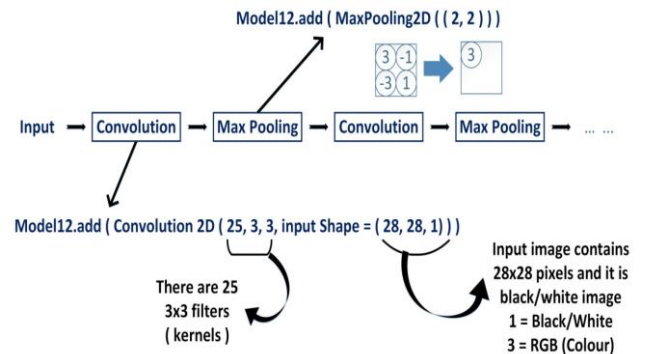 Model12.add ( MaxPooling2D ( ( 2, 2 ) ) )
3 -1
-3 1
3
Input Convolution Max Pooling Convolution Max Pooling ... ...
Model12.add ( Convolution 2D ( 25, 3, 3, input Shape = ( 28, 28, 1) ) )
There are 25
3x3 filters
( kernels )
Input image contains
28x28 pixels and it is
black/white image
1 = Black/White
3 = RGB (Colour)